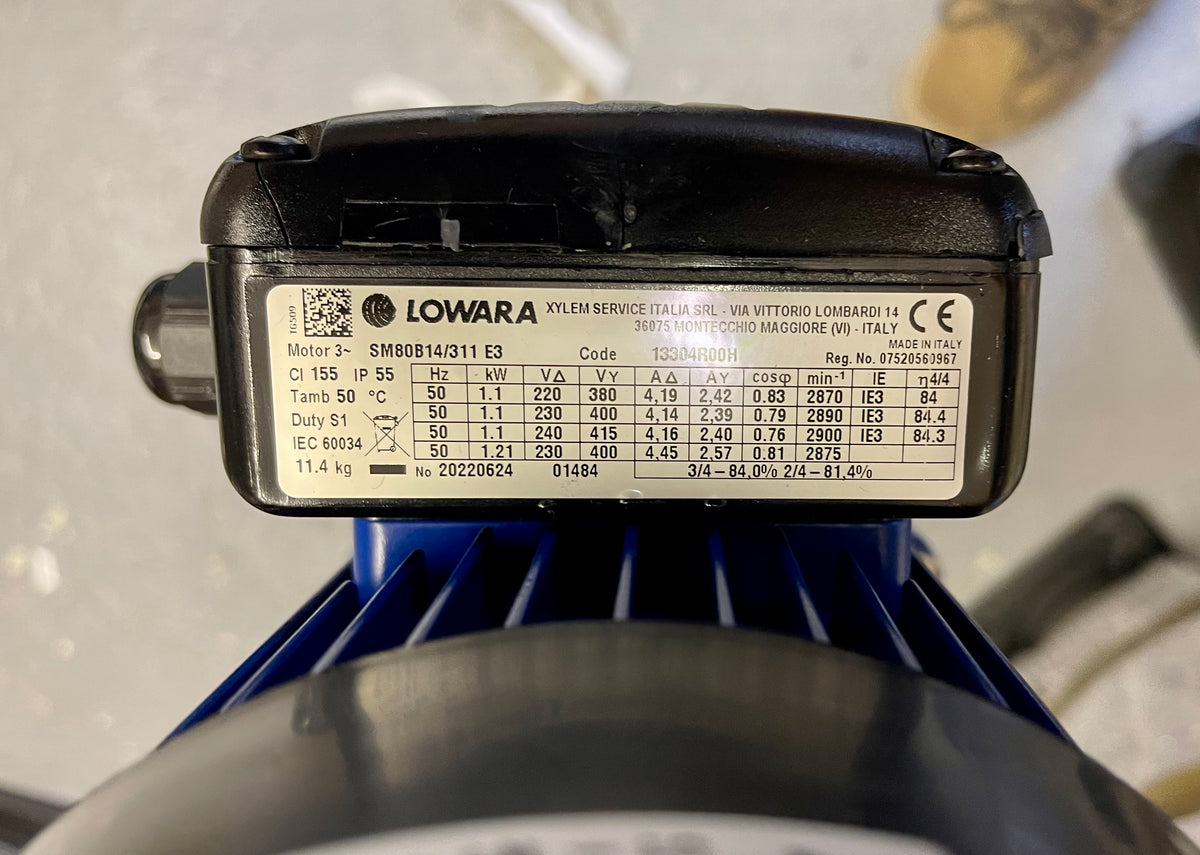 TG509
LOWARA XYLEM SERVICE ITALIA SRL - VIA VITTORIO LOMBARDI 14
36075 MONTECCHIO MAGGIORE (VI) - ITALY
CE
MADE IN ITALY
Motor 3~ SM80B14/311 E3 Code 13304R00H Reg. No. 07520560967
CI 155 IP 55
Tamb 50 °C
Duty S1
IEC 60034
Hz kW V△ VY A△ AY cosφ min⁻¹ IE η4/4
50 1.1 220 380 4,19 2,42 0.83 2870 IE3 84
50 1.1 230 400 4,14 2,39 0.79 2890 IE3 84.4
50 1.1 240 415 4,16 2,40 0.76 2900 IE3 84.3
50 1.21 230 400 4,45 2,57 0.81 2875
11.4 kg No 20220624 01484 3/4–84,0% 2/4–81,4%